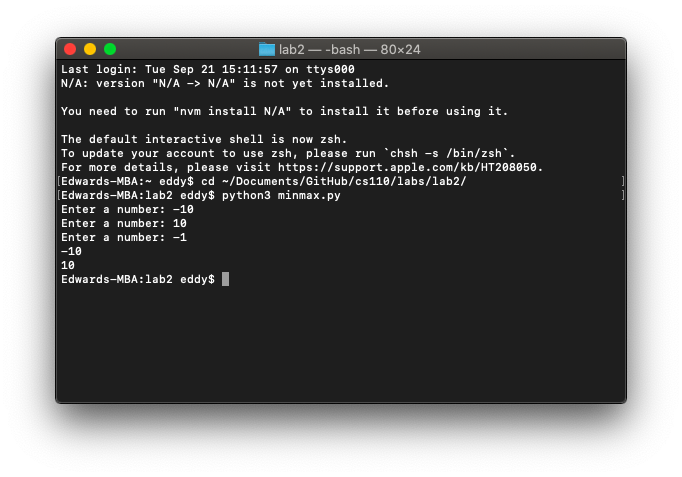 lab2 — -bash — 80×24
Last login: Tue Sep 21 15:11:57 on ttys000
N/A: version "N/A -> N/A" is not yet installed.
You need to run "nvm install N/A" to install it before using it.
The default interactive shell is now zsh.
To update your account to use zsh, please run `chsh -s /bin/zsh`.
For more details, please visit https://support.apple.com/kb/HT208050.
[Edwards-MBA:~ eddy$ cd ~/Documents/GitHub/cs110/labs/lab2/ ]
[Edwards-MBA:lab2 eddy$ python3 minmax.py ]
Enter a number: -10
Enter a number: 10
Enter a number: -1
-10
10
Edwards-MBA:lab2 eddy$